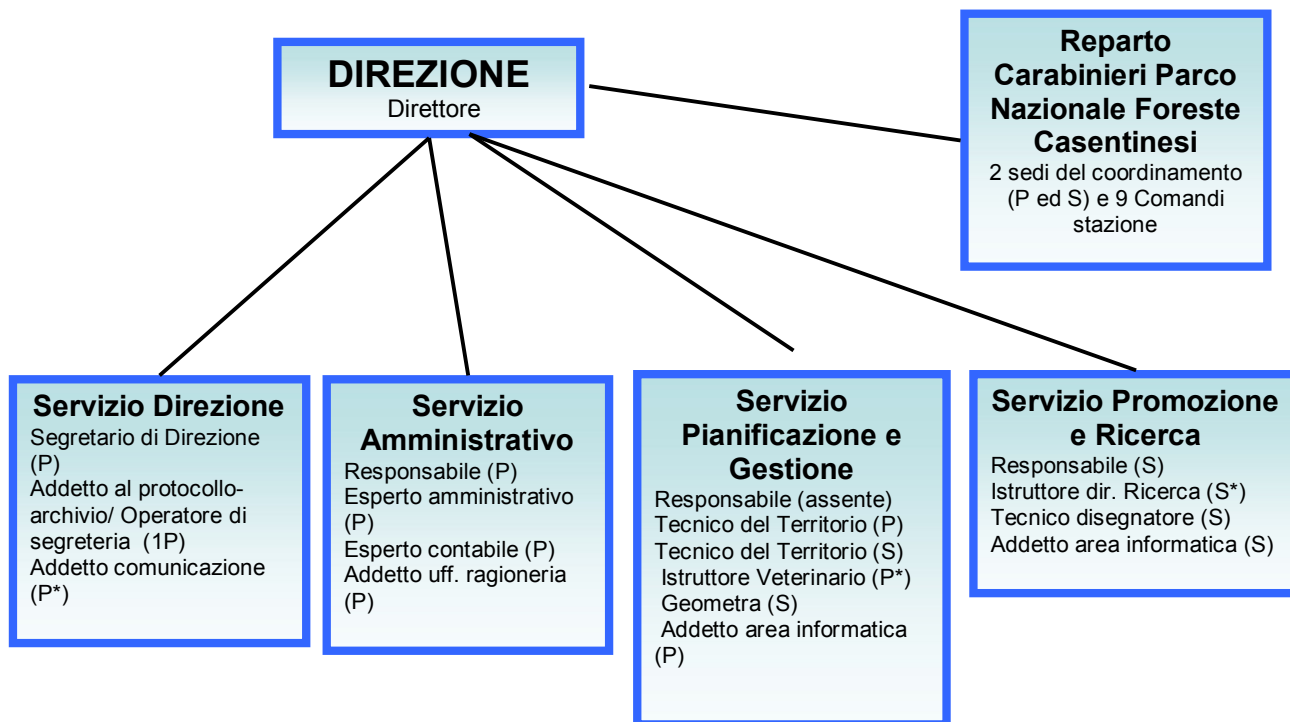 DIREZIONE
Direttore
Reparto
Carabinieri Parco
Nazionale Foreste
Casentinesi
2 sedi del coordinamento
(P ed S) e 9 Comandi
stazione
Servizio Direzione
Segretario di Direzione
(P)
Addetto al protocollo-
archivio/ Operatore di
segreteria (1P)
Addetto comunicazione
(P*)
Servizio
Amministrativo
Responsabile (P)
Esperto amministrativo
(P)
Esperto contabile (P)
Addetto uff. ragioneria
(P)
Servizio
Pianificazione e
Gestione
Responsabile (assente)
Tecnico del Territorio (P)
Tecnico del Territorio (S)
Istruttore Veterinario (P*)
Geometra (S)
Addetto area informatica
(P)
Servizio Promozione
e Ricerca
Responsabile (S)
Istruttore dir. Ricerca (S*)
Tecnico disegnatore (S)
Addetto area informatica (S)